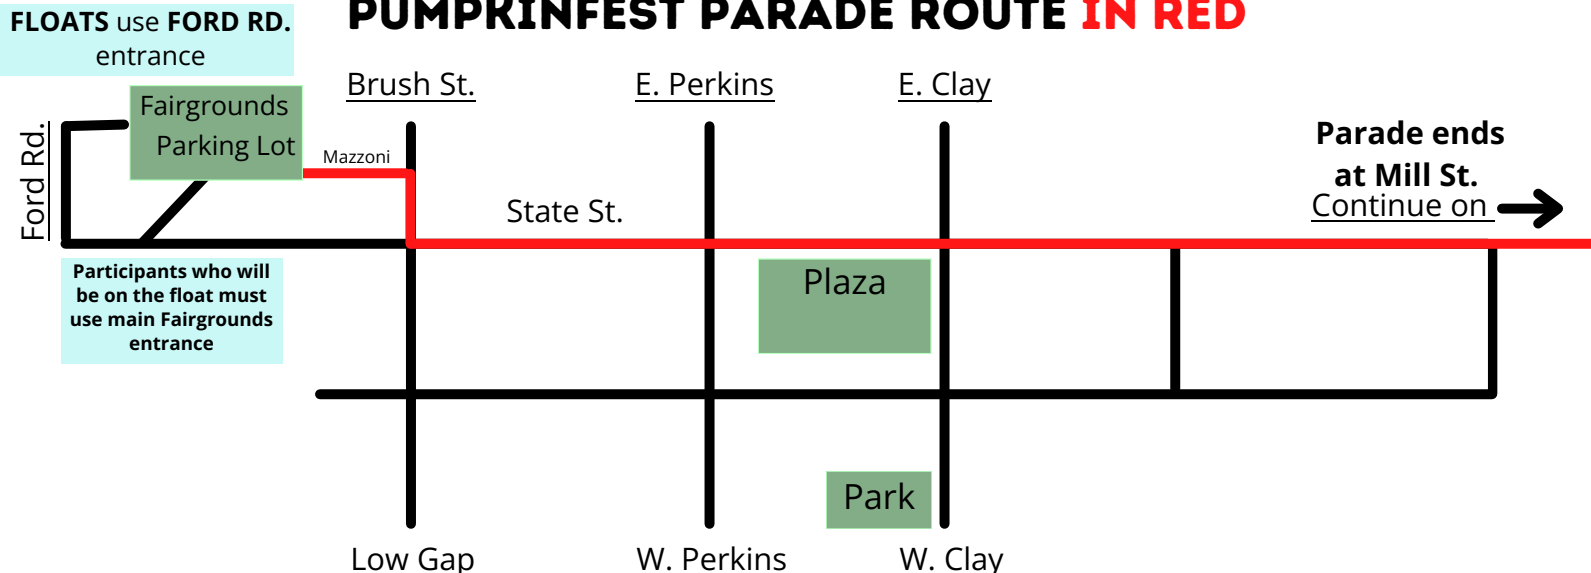 PUMPKINFEST PARADE ROUTE IN RED
FLOATS use FORD RD.
entrance
Brush St.
E. Perkins
E. Clay
Fairgrounds
Parking Lot
Ford Rd.
Mazzoni
Parade ends
at Mill St.
Continue on
State St.
Participants who will
be on the float must
use main Fairgrounds
entrance
Plaza
Park
Low Gap
W. Perkins
W. Clay